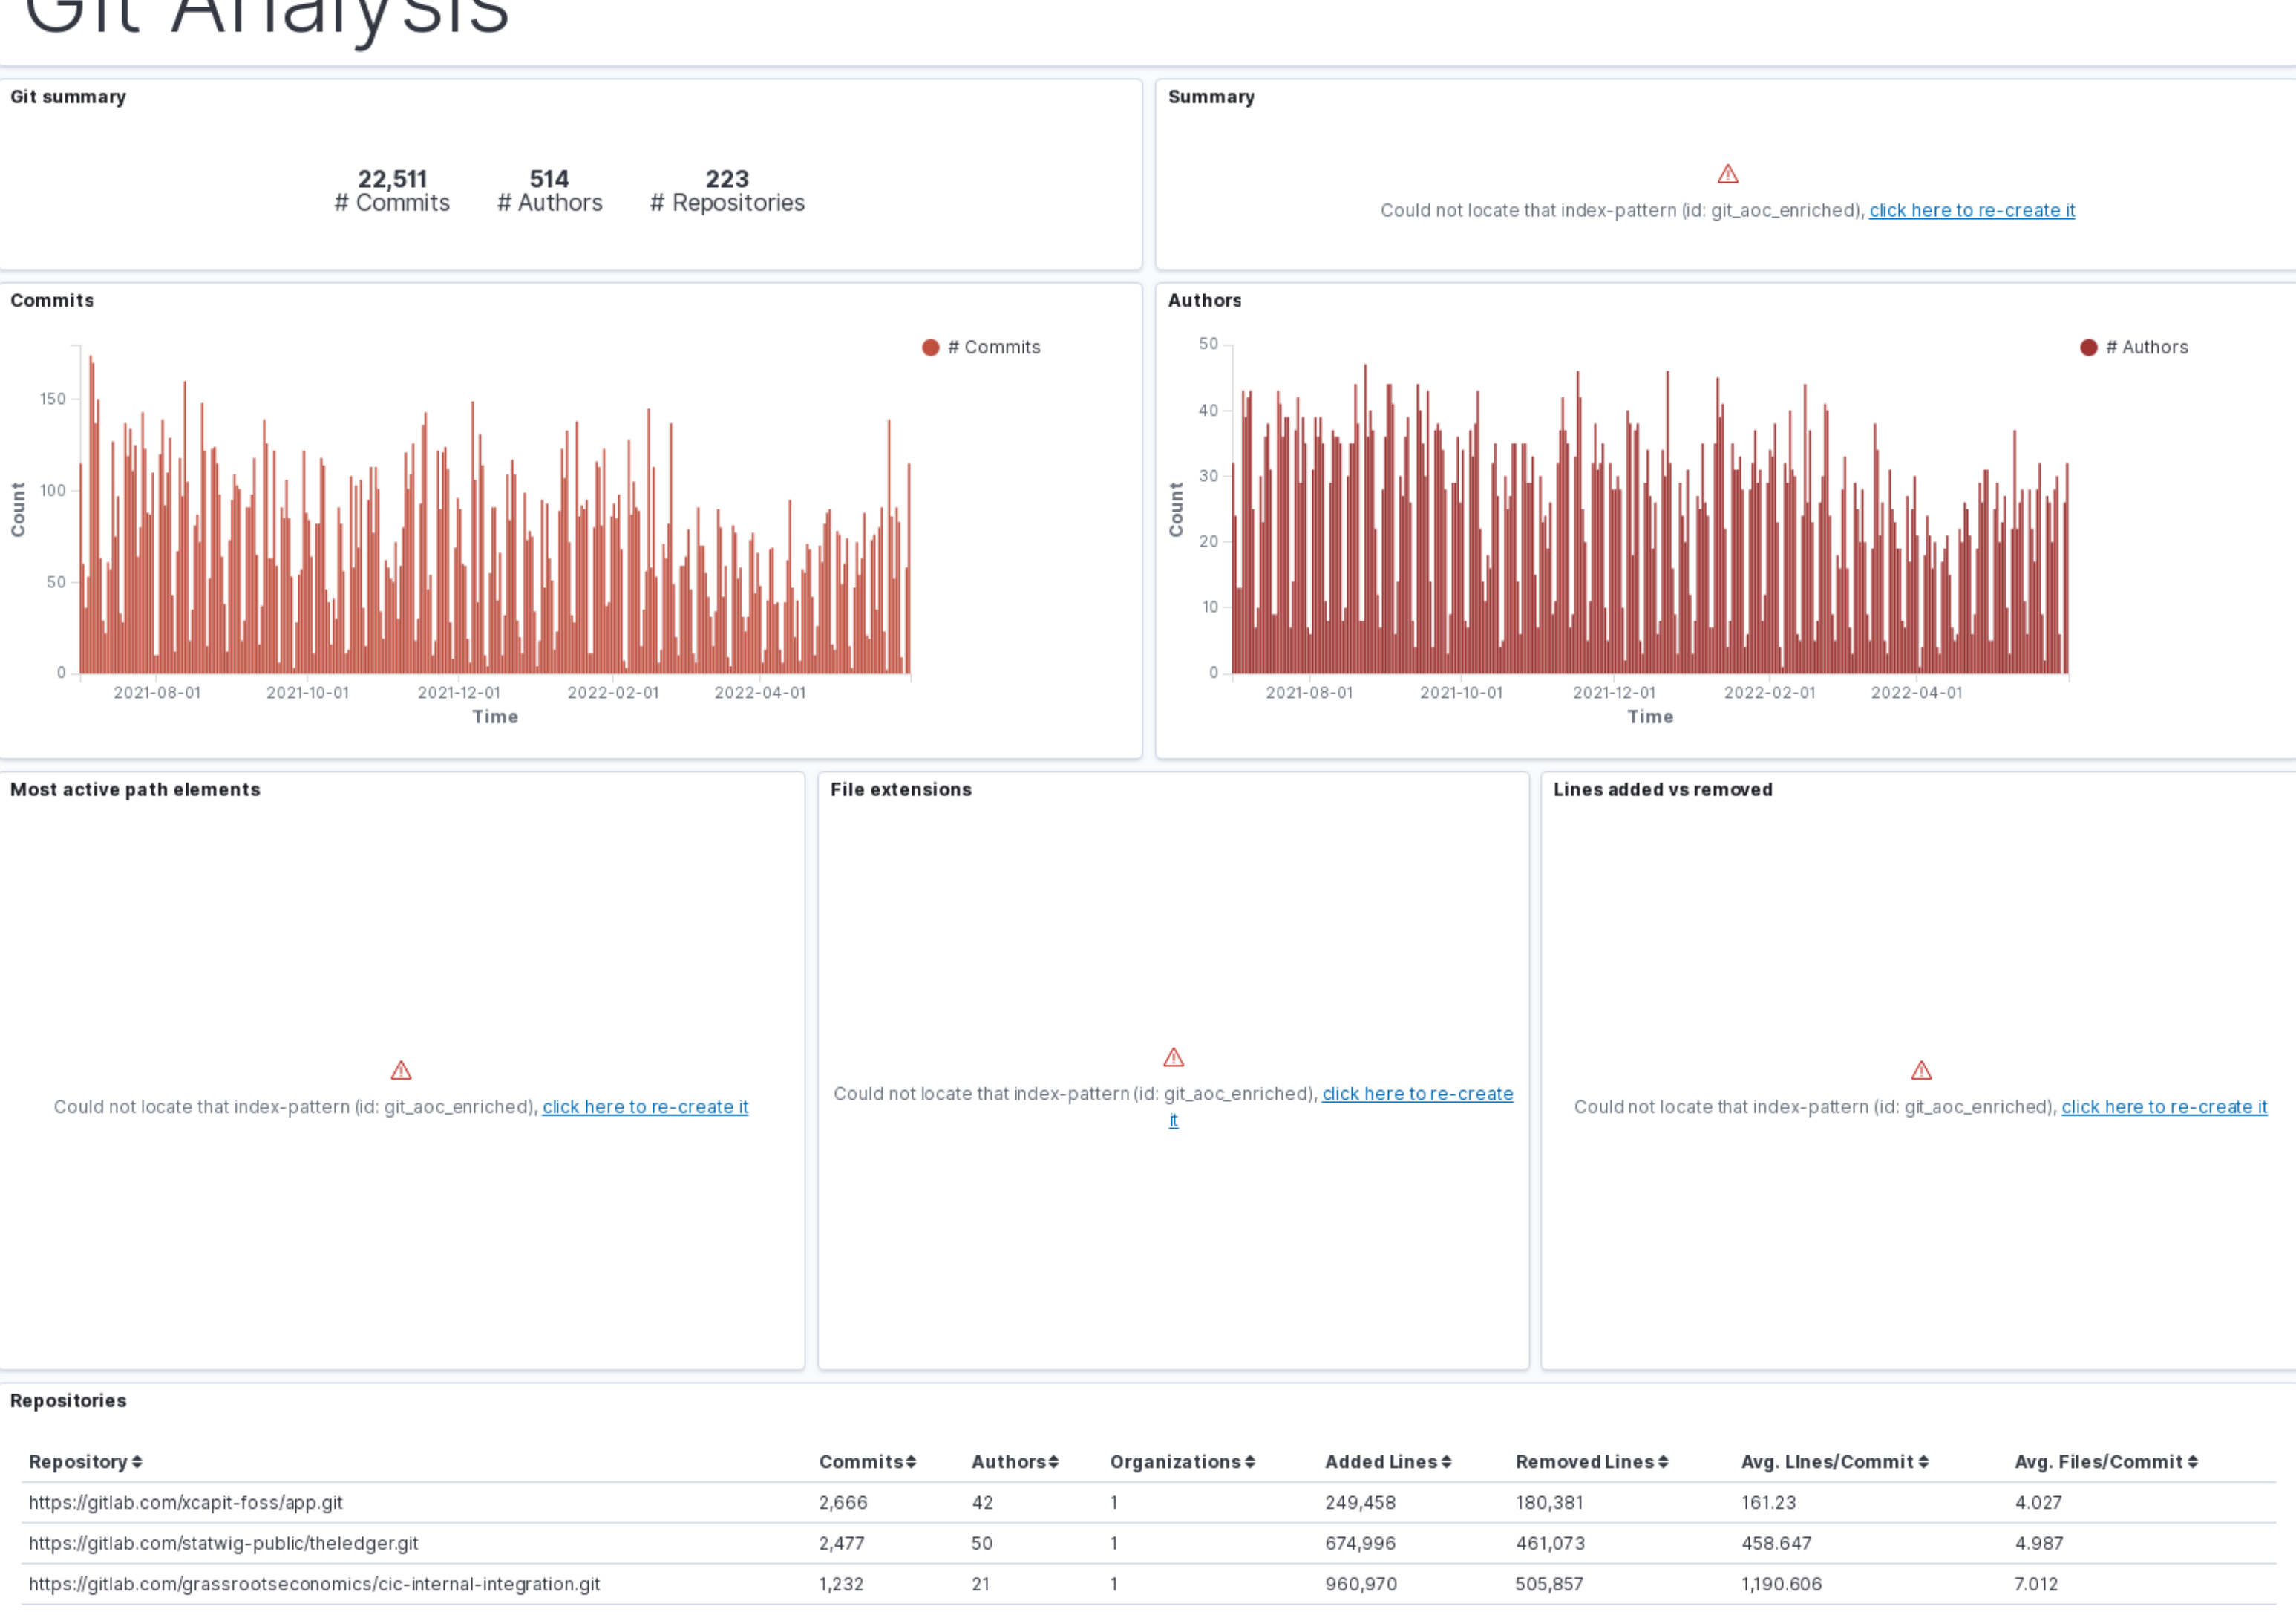 Git Analysis
Git summary
22,511 514 223
# Commits # Authors # Repositories
Summary
Could not locate that index-pattern (id: git_aoc_enriched), click here to re-create it
Commits
# Commits
150
100
50
0
Count
2021-08-01 2021-10-01 2021-12-01 2022-02-01 2022-04-01
Time
Authors
# Authors
50
40
30
20
10
0
Count
2021-08-01 2021-10-01 2021-12-01 2022-02-01 2022-04-01
Time
Most active path elements
Could not locate that index-pattern (id: git_aoc_enriched), click here to re-create it
File extensions
Could not locate that index-pattern (id: git_aoc_enriched), click here to re-create
it
Lines added vs removed
Could not locate that index-pattern (id: git_aoc_enriched), click here to re-create it
Repositories
Repository Commits Authors Organizations Added Lines Removed Lines Avg. LInes/Commit Avg. Files/Commit
https://gitlab.com/xcapit-foss/app.git 2,666 42 1 249,458 180,381 161.23 4.027
https://gitlab.com/statwig-public/theledger.git 2,477 50 1 674,996 461,073 458.647 4.987
https://gitlab.com/grassrootseconomics/cic-internal-integration.git 1,232 21 1 960,970 505,857 1,190.606 7.012